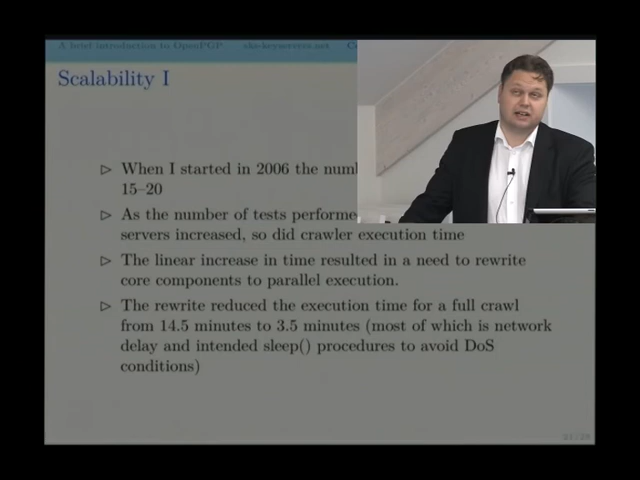 A brief introduction to OpenPGP sks-keyservers.net
Scalability I
▷ When I started in 2006 the
15–20
▷ As the number of tests
servers increased, so did crawler execution time
▷ The linear increase in time resulted in a need to rewrite
core components to parallel execution.
▷ The rewrite reduced the execution time for a full crawl
from 14.5 minutes to 3.5 minutes (most of which is network
delay and intended sleep() procedures to avoid DoS
conditions)